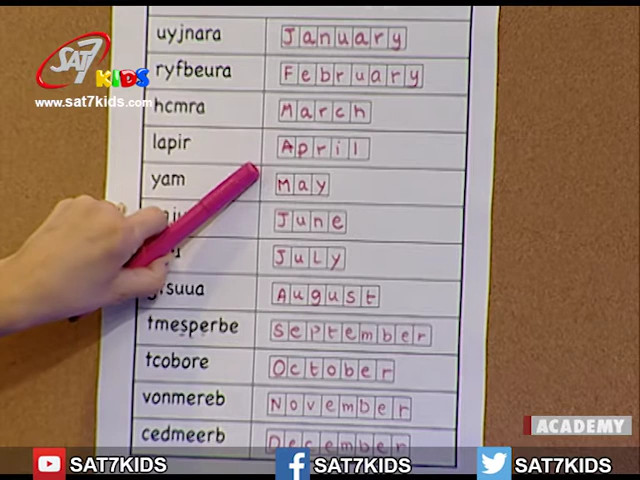 uyjnara January
SAT7 KIDS
ryfbeura February
www.sat7kids.com
hcmra March
lapir April
yam May
June
July
August
tmesperbe September
tcobore October
vonmereb November
ACADEMY
cedmeerb December
SAT7KIDS SAT7KIDS SAT7KIDS